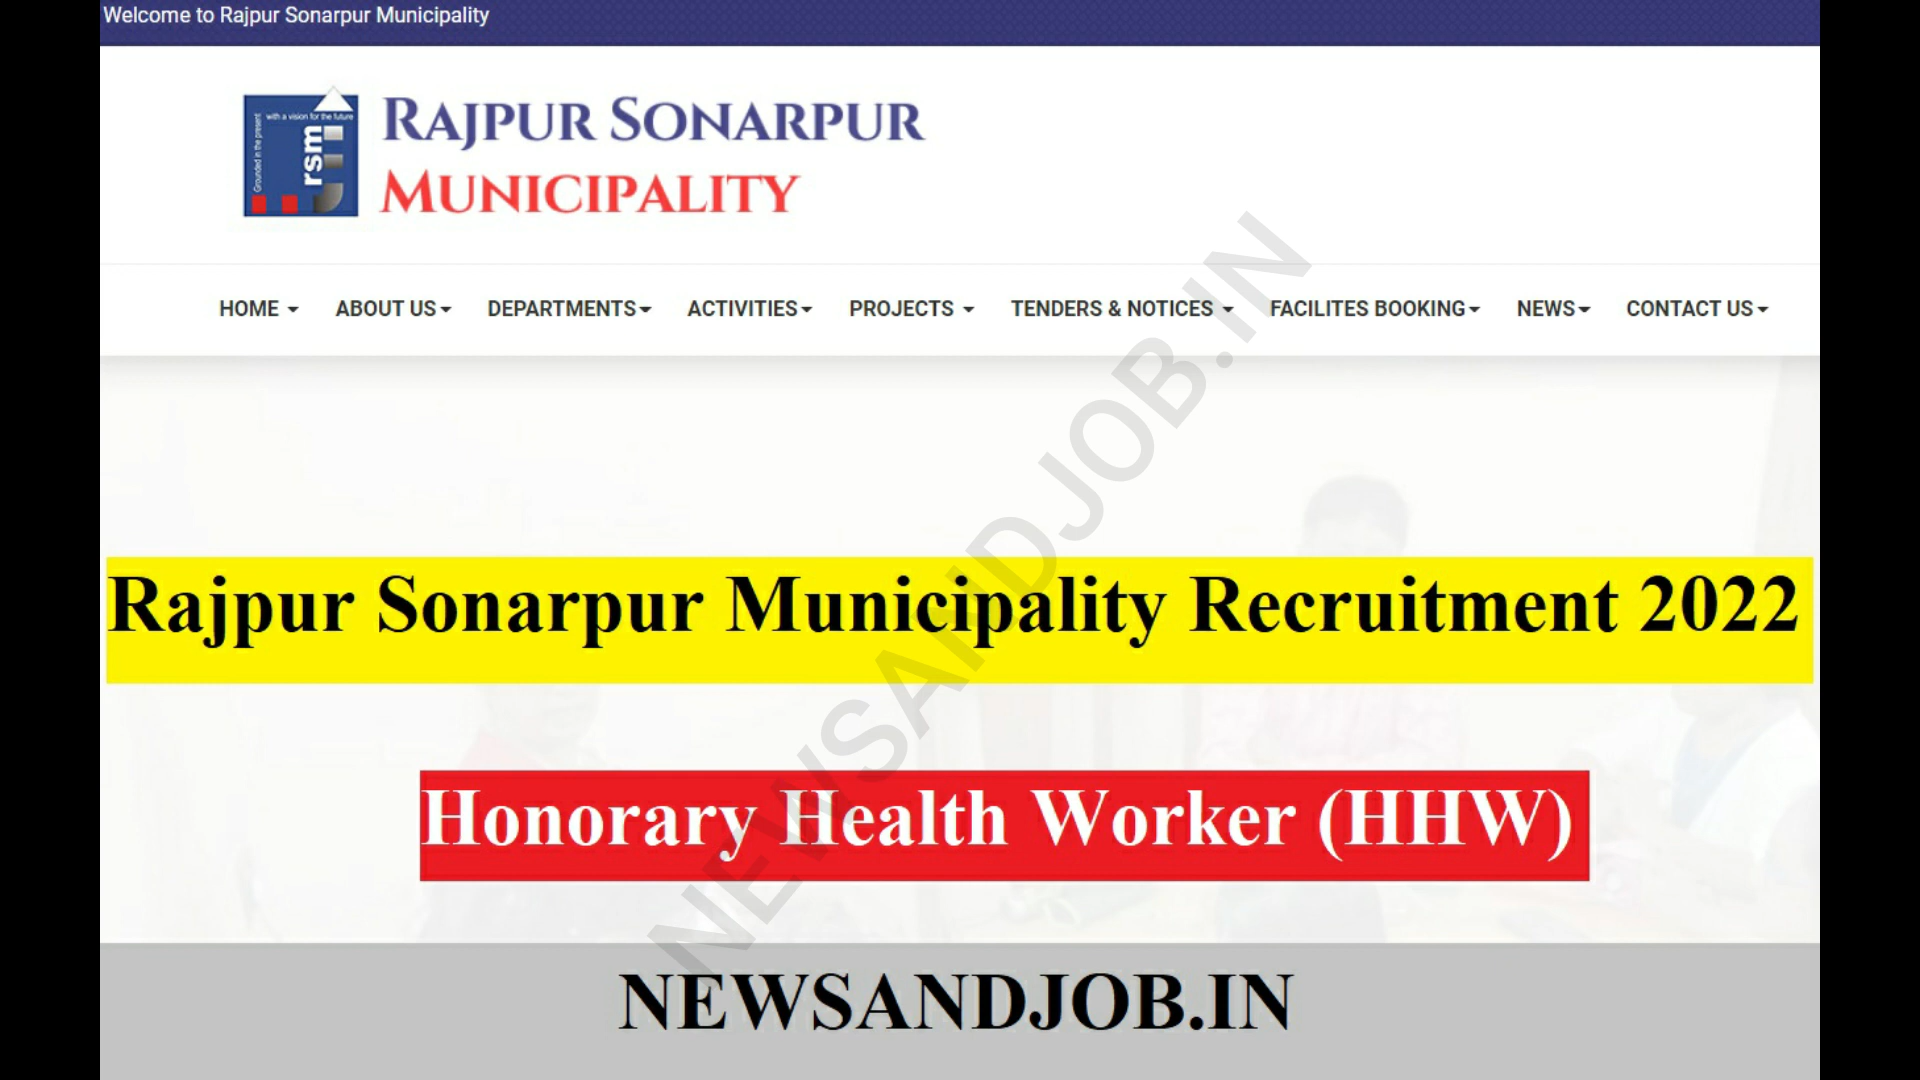 Welcome to Rajpur Sonarpur Municipality
with a vision for the future
Grounded in the present
rsm
RAJPUR SONARPUR
MUNICIPALITY
HOME ABOUT US DEPARTMENTS ACTIVITIES PROJECTS TENDERS & NOTICES FACILITES BOOKING NEWS CONTACT US
NEWSANDJOB.IN
Rajpur Sonarpur Municipality Recruitment 2022
Honorary Health Worker (HHW)
NEWSANDJOB.IN